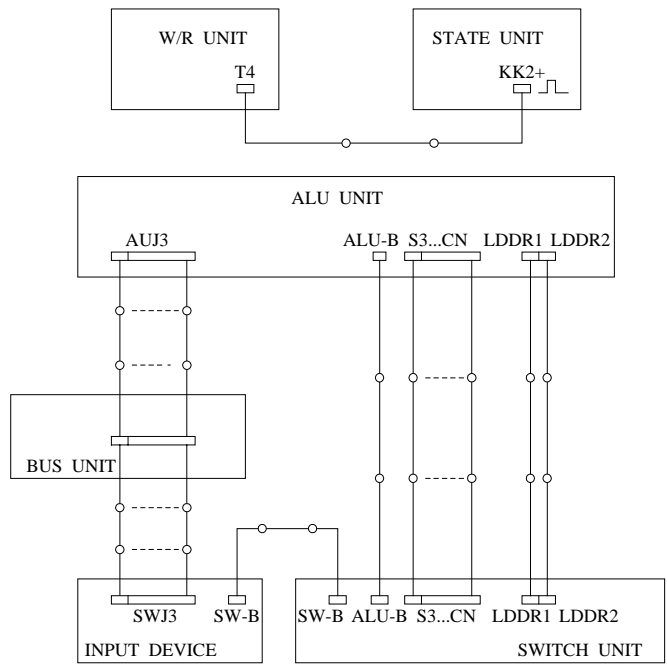 W/R UNIT STATE UNIT
T4 KK2+
ALU UNIT
AUJ3 ALU-B S3...CN LDDR1 LDDR2
BUS UNIT
SWJ3 SW-B SW-B ALU-B S3...CN LDDR1 LDDR2
INPUT DEVICE SWITCH UNIT